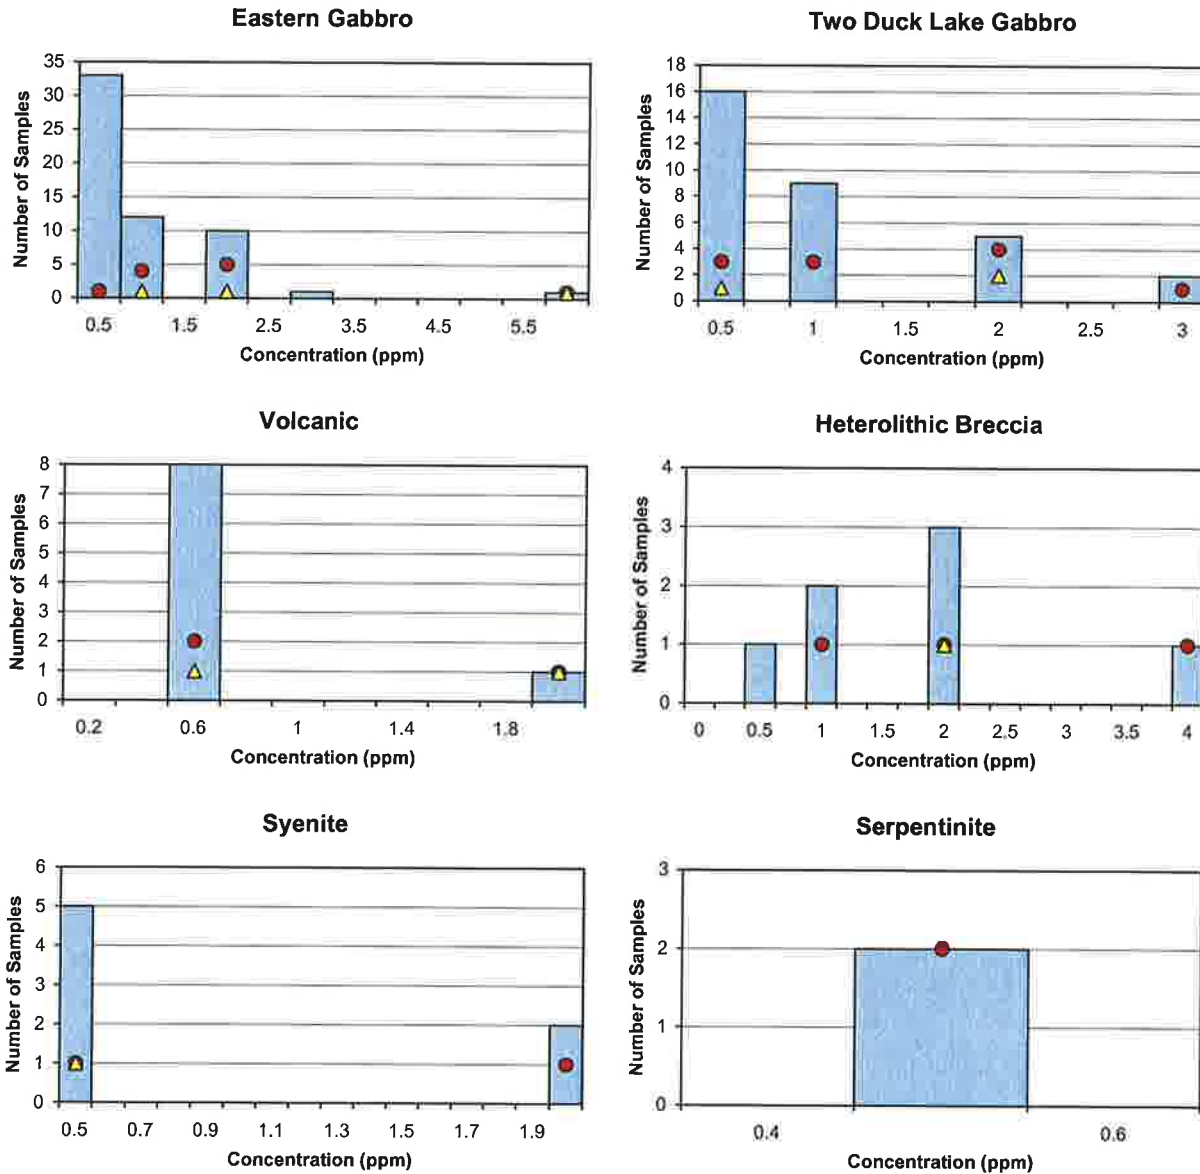 Eastern Gabbro
Number of Samples
35
30
25
20
15
10
5
0
0.5 1.5 2.5 3.5 4.5 5.5
Concentration (ppm)
Two Duck Lake Gabbro
Number of Samples
18
16
14
12
10
8
6
4
2
0
0.5 1 1.5 2 2.5 3
Concentration (ppm)
Volcanic
Number of Samples
8
7
6
5
4
3
2
1
0
0.2 0.6 1 1.4 1.8
Concentration (ppm)
Heterolithic Breccia
Number of Samples
4
3
2
1
0
0 0.5 1 1.5 2 2.5 3 3.5 4
Concentration (ppm)
Syenite
Number of Samples
6
5
4
3
2
1
0
0.5 0.7 0.9 1.1 1.3 1.5 1.7 1.9
Concentration (ppm)
Serpentinite
Number of Samples
3
2
1
0
0.4 0.6
Concentration (ppm)